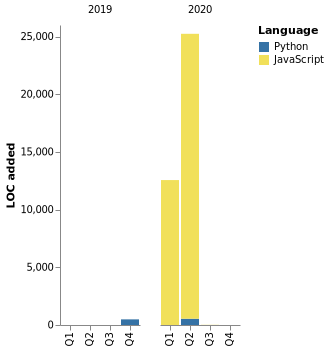 2019
2020
Language
Python
JavaScript
LOC added
25,000
20,000
15,000
10,000
5,000
0
Q1
Q2
Q3
Q4
Q1
Q2
Q3
Q4